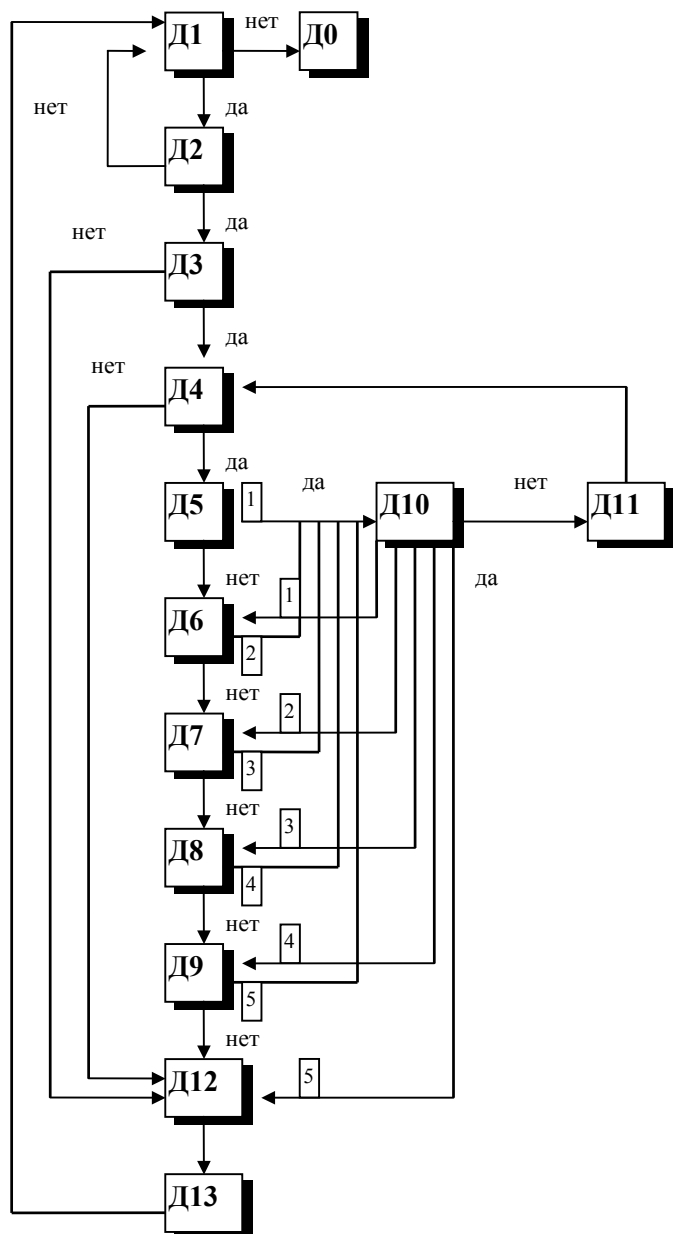 Д1 нет Д0
нет да
Д2
нет да
Д3
нет да
Д4
да
Д5 1 да Д10 нет Д11
нет 1 да
Д6
2
нет 2
Д7
3
нет 3
Д8
4
нет 4
Д9
5
нет
Д12 5
Д13